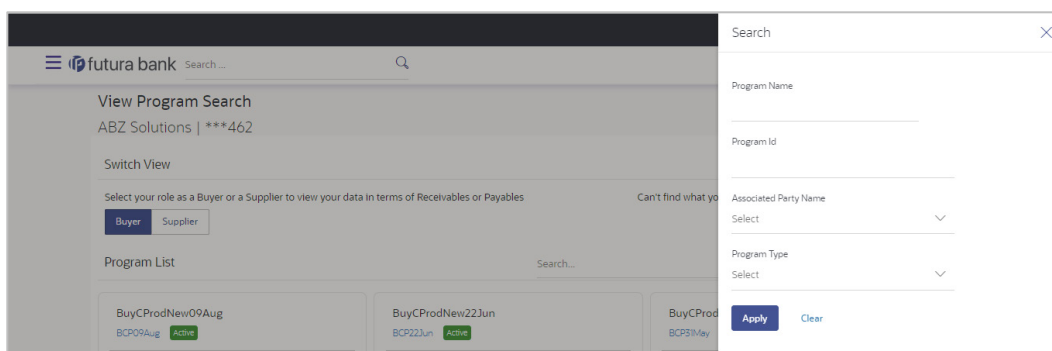 futura bank
Search ...
View Program Search
ABZ Solutions | ***462
Switch View
Select your role as a Buyer or a Supplier to view your data in terms of Receivables or Payables
Can't find what
Buyer
Supplier
Program List
Search...
BuyCProdNew09Aug
BCP09Aug Active
BuyCProdNew22Jun
BCP22Jun Active
BuyCProd
BCP31May
Search
Program Name
Program Id
Associated Party Name
Select
Program Type
Select
Apply
Clear